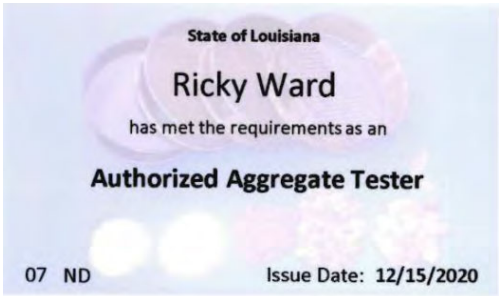 State of Louisiana
Ricky Ward
has met the requirements as an
Authorized Aggregate Tester
07 ND Issue Date: 12/15/2020